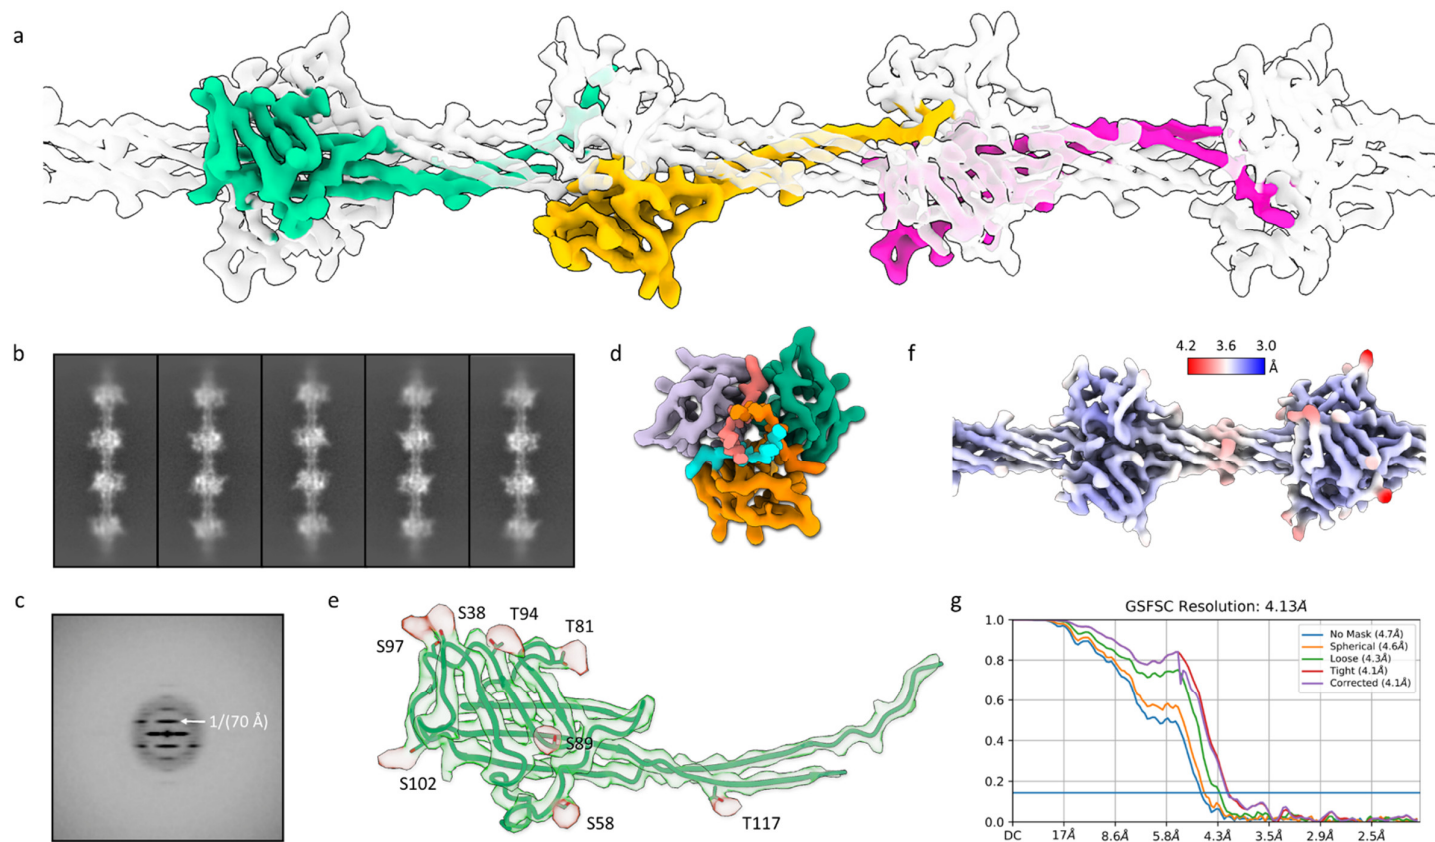 a
b
d
f
4.2 3.6 3.0
Å
c
1/(70 Å)
e
S38 T94 T81
S97
S89
S102
S58
T117
g
GSFSC Resolution: 4.13Å
1.0
0.8
0.6
0.4
0.2
0.0
No Mask (4.7Å)
Spherical (4.6Å)
Loose (4.3Å)
Tight (4.1Å)
Corrected (4.1Å)
DC 17Å 8.6Å 5.8Å 4.3Å 3.5Å 2.9Å 2.5Å